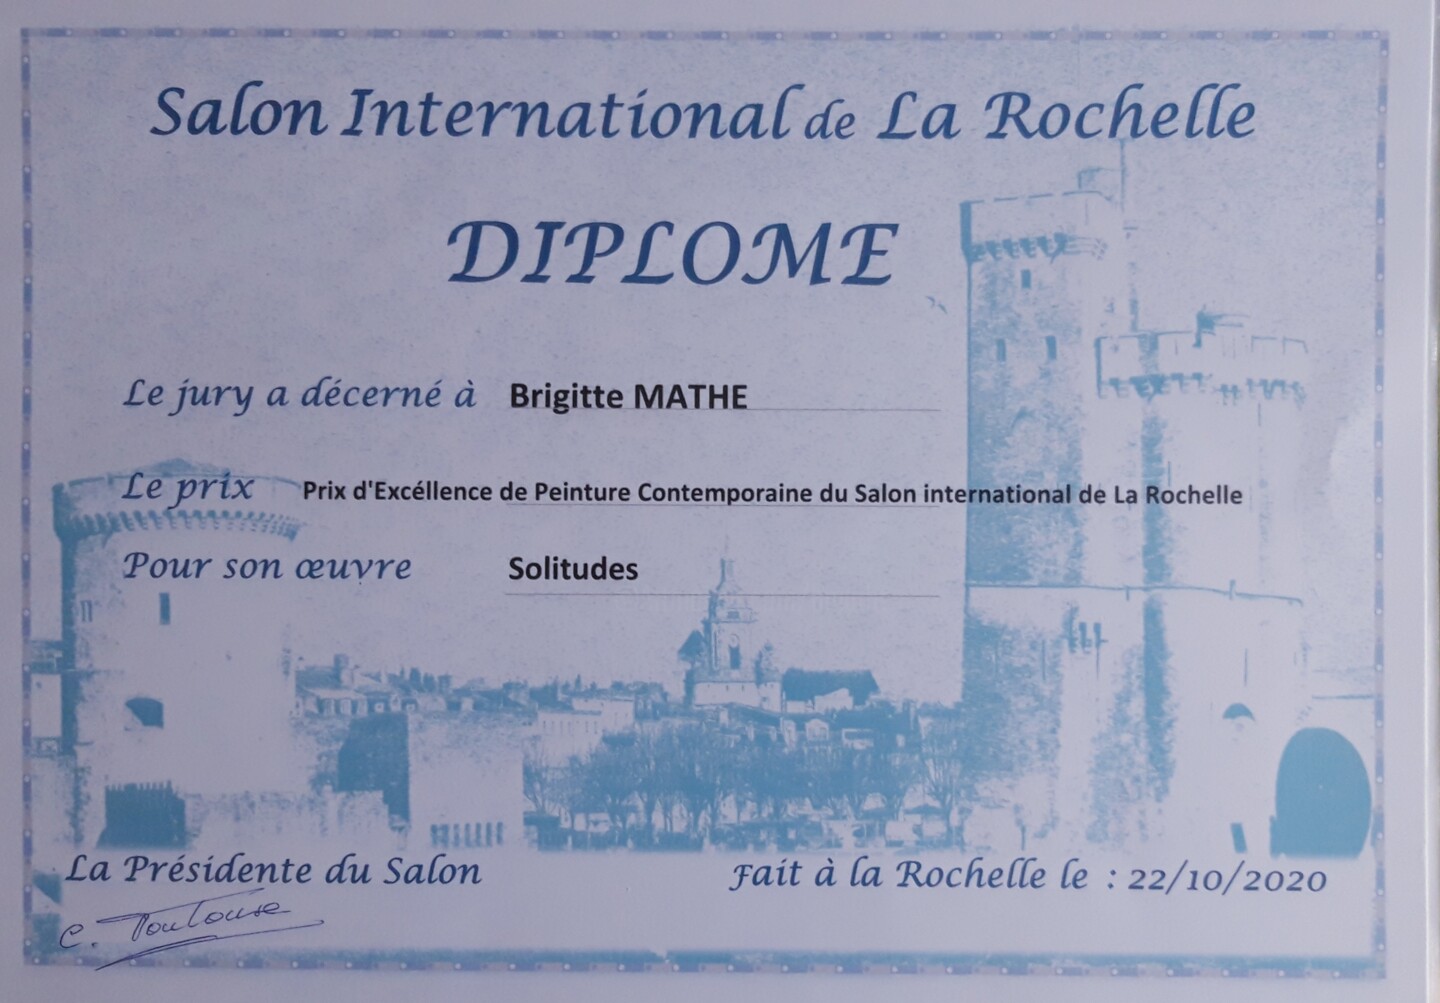 Salon International de La Rochelle
DIPLOME
Le jury a décerné à Brigitte MATHE
Le prix Prix d'Excéllence de Peinture Contemporaine du Salon international de La Rochelle
Pour son œuvre Solitudes
La Présidente du Salon
Fait à la Rochelle le : 22/10/2020
C. Toulouse